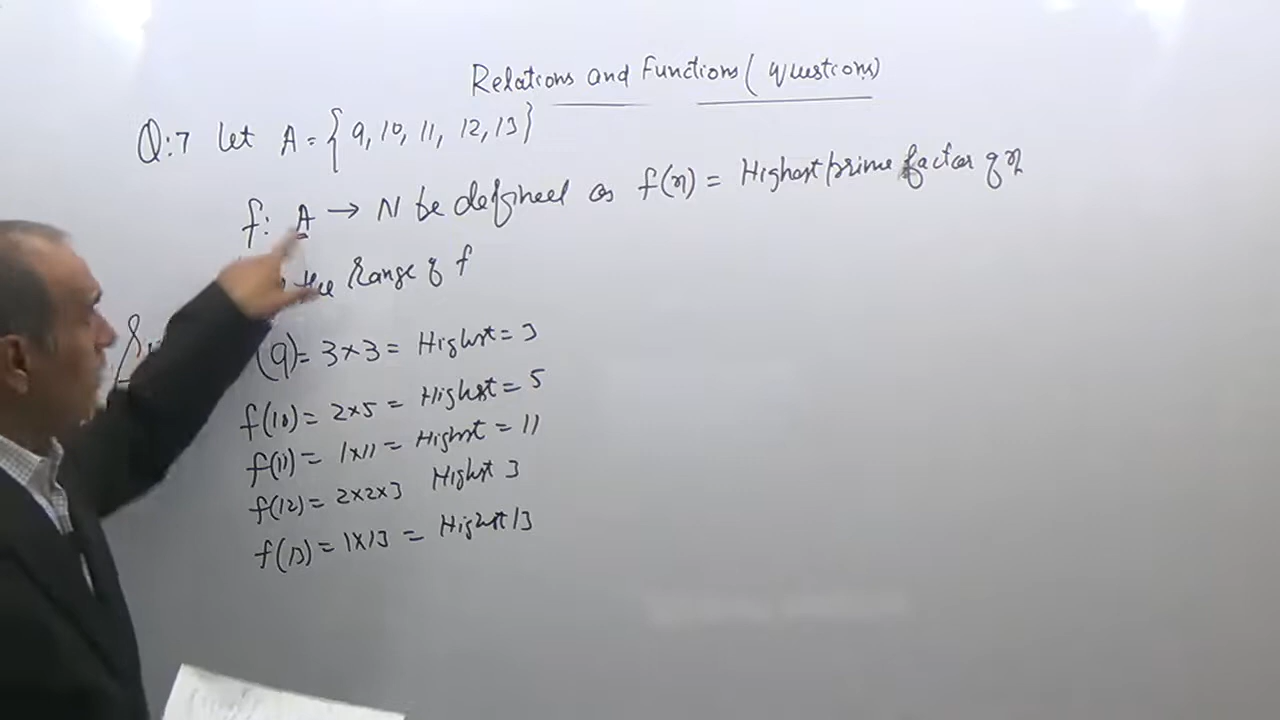 Relations and Functions (Questions)
Q:7 Let A = { 9, 10, 11, 12, 13 }
f: A → N be defined as f(n) = Highest prime factor of n
the Range of f
(9) = 3×3 = Highest = 3
f(10) = 2×5 = Highest = 5
f(11) = 1×11 = Highest = 11
f(12) = 2×2×3 Highest 3
f(13) = 1×13 = Highest 13